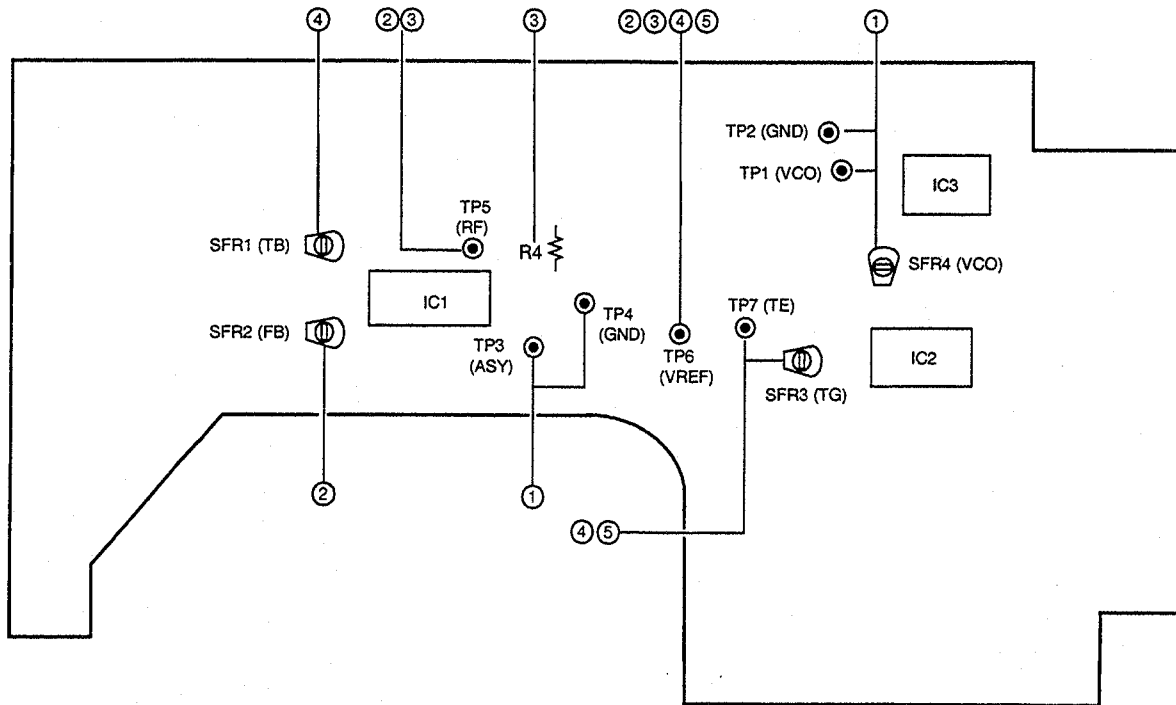 ④ ②③ ③ ②③④⑤ ①
TP2 (GND)
TP1 (VCO)
IC3
TP5
(RF)
SFR1 (TB)
R4
SFR4 (VCO)
IC1
TP4
(GND)
TP7 (TE)
SFR2 (FB)
TP3
(ASY)
TP6
(VREF)
IC2
SFR3 (TG)
② ①
④⑤